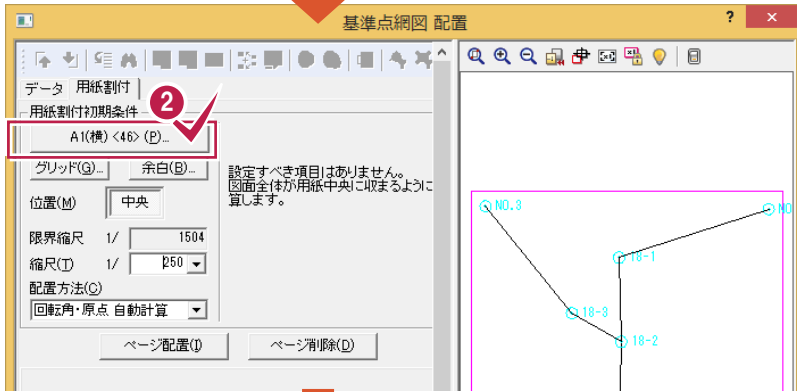 基準点網図 配置
? ×
データ 用紙割付
用紙割付初期条件
2
A1(横) <46> (P)...
グリッド(G)... 余白(B)...
設定すべき項目はありません。
図面全体が用紙中央に収まるように
算します。
位置(M) 中央
限界縮尺 1/ 1504
縮尺(T) 1/ 250
配置方法(C)
回転角・原点 自動計算
ページ配置(I) ページ削除(D)
NO.3
NO
18-1
18-3
18-2